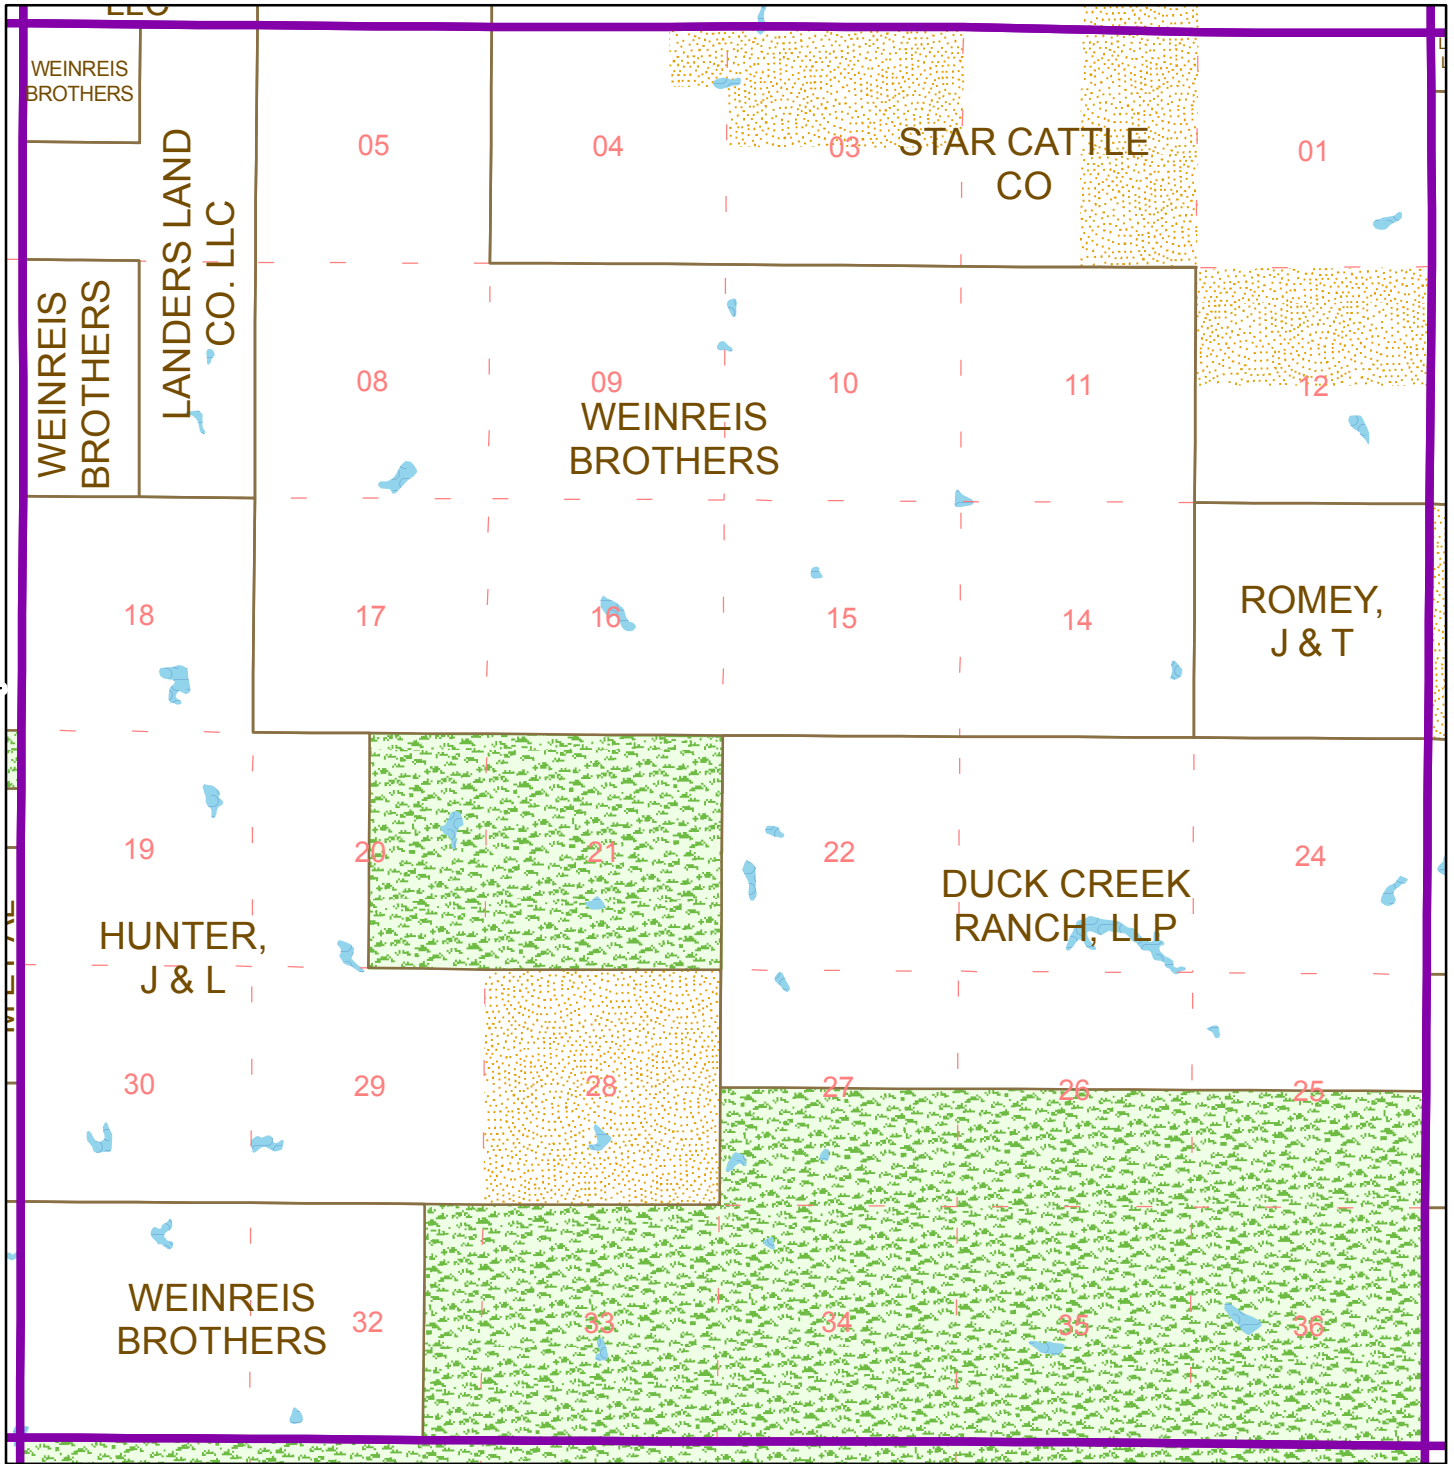 LLC
WEINREIS
BROTHERS
LANDERS LAND
CO. LLC
05
04
03
STAR CATTLE
CO
01
WEINREIS
BROTHERS
08
09
10
11
12
WEINREIS
BROTHERS
18
17
16
15
14
ROMEY,
J & T
19
20
21
22
24
DUCK CREEK
RANCH, LLP
HUNTER,
J & L
30
29
28
27
26
25
WEINREIS
BROTHERS
32
33
34
35
36